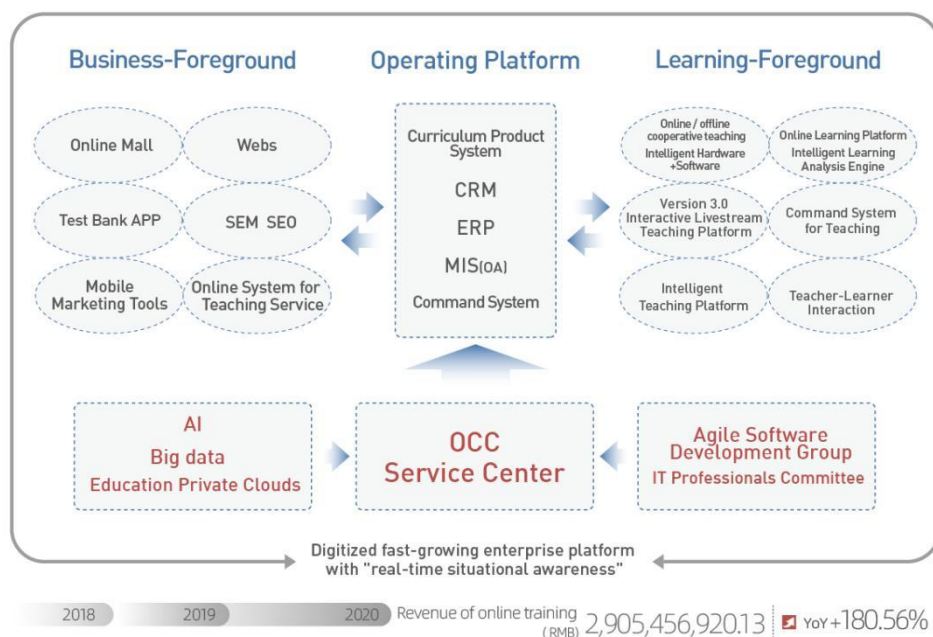 Business-Foreground
Operating Platform
Learning-Foreground
Online Mall
Webs
Test Bank APP
SEM SEO
Mobile
Marketing Tools
Online System for
Teaching Service
Curriculum Product
System
CRM
ERP
MIS(OA)
Command System
Online / offline
cooperative teaching
Intelligent Hardware
+Software
Online Learning Platform
Intelligent Learning
Analysis Engine
Version 3.0
Interactive Livestream
Teaching Platform
Command System
for Teaching
Intelligent
Teaching Platform
Teacher-Learner
Interaction
AI
Big data
Education Private Clouds
OCC
Service Center
Agile Software
Development Group
IT Professionals Committee
Digitized fast-growing enterprise platform
with "real-time situational awareness"
2018
2019
2020
Revenue of online training
(RMB)
2,905,456,920.13
YoY +180.56%